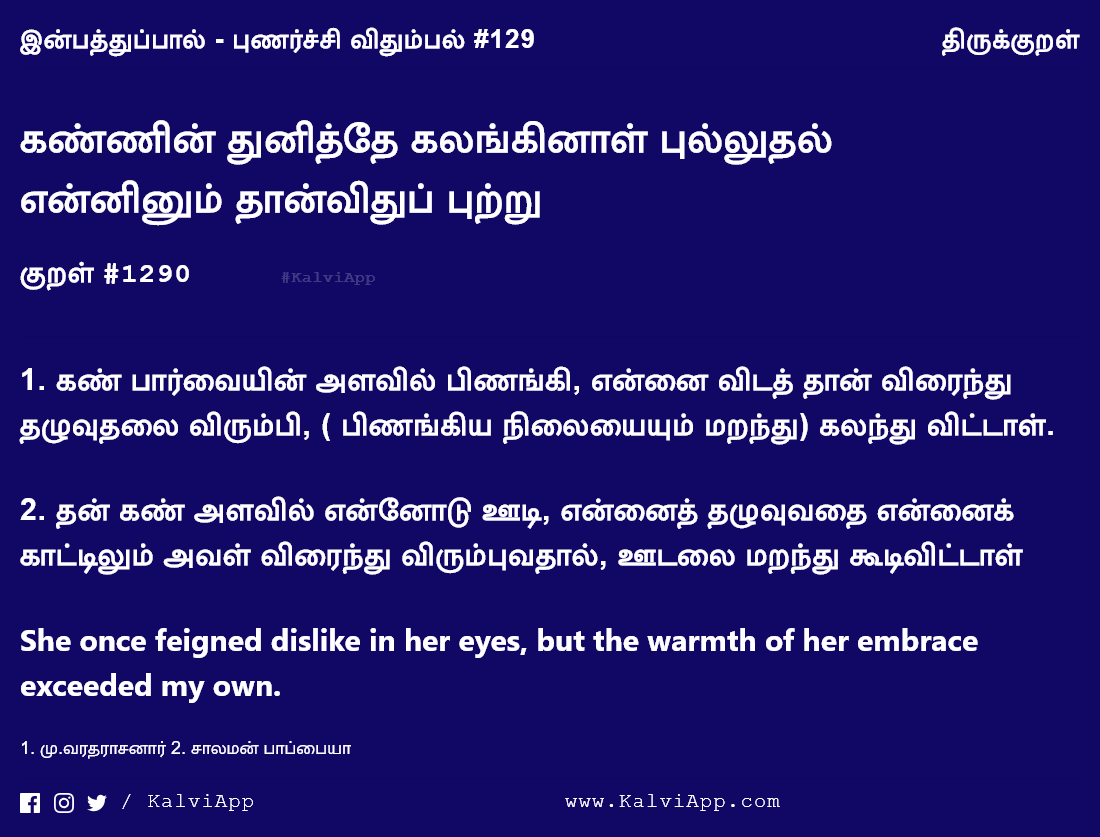 இன்பத்துப்பால் - புணர்ச்சி விதும்பல் #129
திருக்குறள்
கண்ணின் துனித்தே கலங்கினாள் புல்லுதல்
என்னினும் தான்விதுப் புற்று
குறள் #1290
#KalviApp
1. கண் பார்வையின் அளவில் பிணங்கி, என்னை விடத் தான் விரைந்து
தழுவுதலை விரும்பி, ( பிணங்கிய நிலையையும் மறந்து) கலந்து விட்டாள்.
2. தன் கண் அளவில் என்னோடு ஊடி, என்னைத் தழுவுவதை என்னைக்
காட்டிலும் அவள் விரைந்து விரும்புவதால், ஊடலை மறந்து கூடிவிட்டாள்
She once feigned dislike in her eyes, but the warmth of her embrace
exceeded my own.
1. மு.வரதராசனார் 2. சாலமன் பாப்பையா
/ KalviApp
www.KalviApp.com